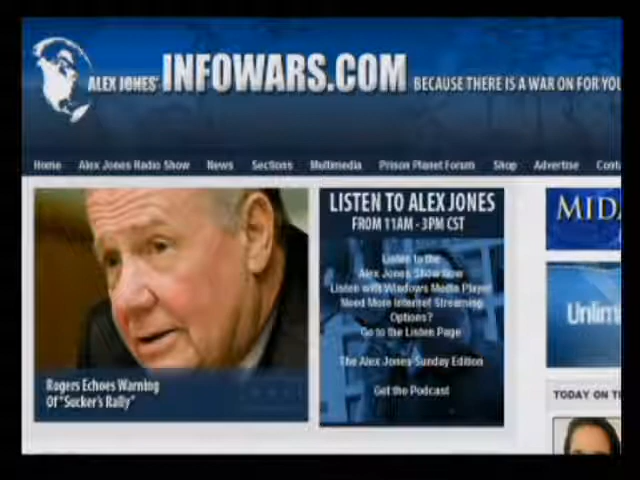 ALEX JONES' INFOWARS.COM BECAUSE THERE IS A WAR ON FOR YOU
Home Alex Jones Radio Show News Sections Multimedia Prison Planet Forum Shop Advertise Cont
Rogers Echoes Warning
Of "Sucker's Rally"
LISTEN TO ALEX JONES
FROM 11AM - 3PM CST
Listen to the
Alex Jones Show Now
Listen with Windows Media Player
Need More Internet Streaming
Options?
Go to the Listen Page
The Alex Jones Sunday Edition
Get the Podcast
MIDA
Unlim
TODAY ON T